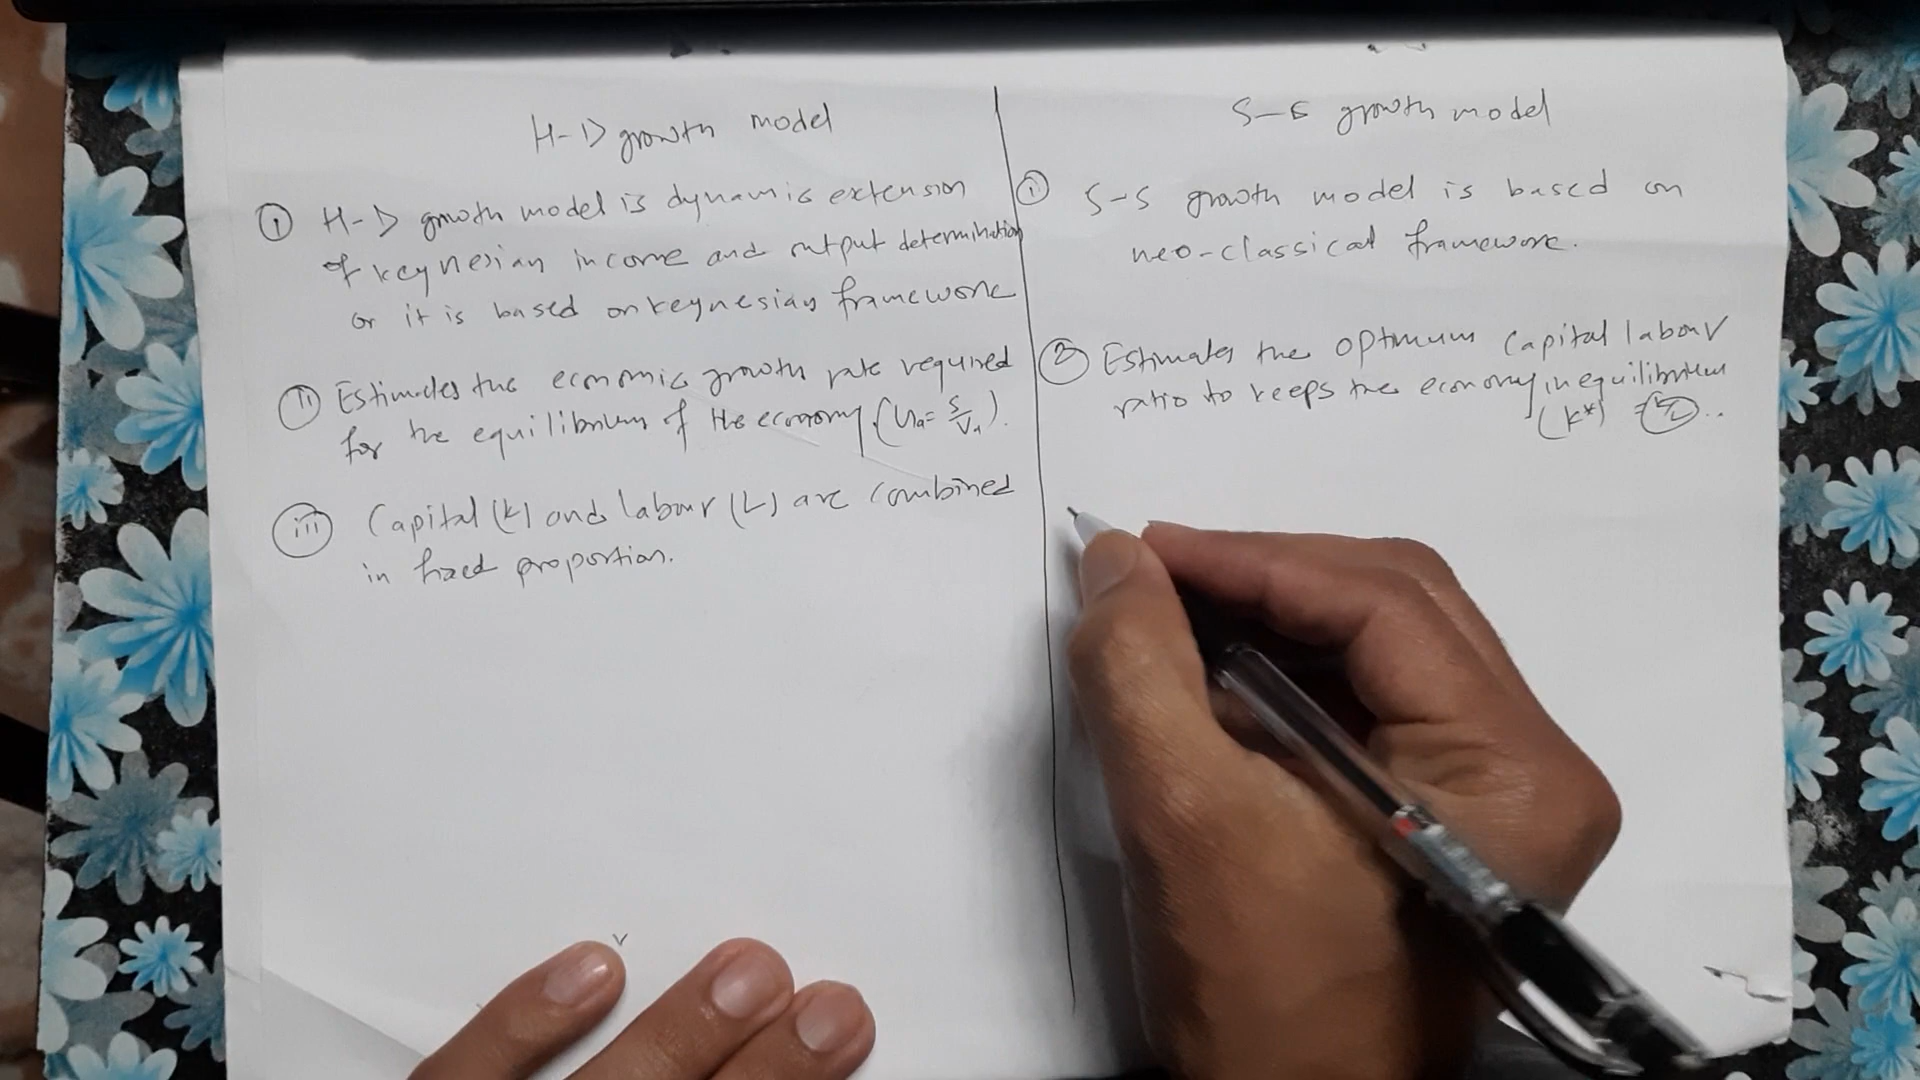 H-D growth model
① H-D growth model is dynamic extension
of keynesian income and output determination
or it is based on keynesian framework
ii Estimates the economic growth rate required
for the equilibrium of the economy.
iii Capital (K) and labour (L) are combined
in fixed proportion.
S-S growth model
① S-S growth model is based on
neo-classical framework.
② Estimates the optimum capital labour
ratio to keeps the economy in equilibrium
(k*)